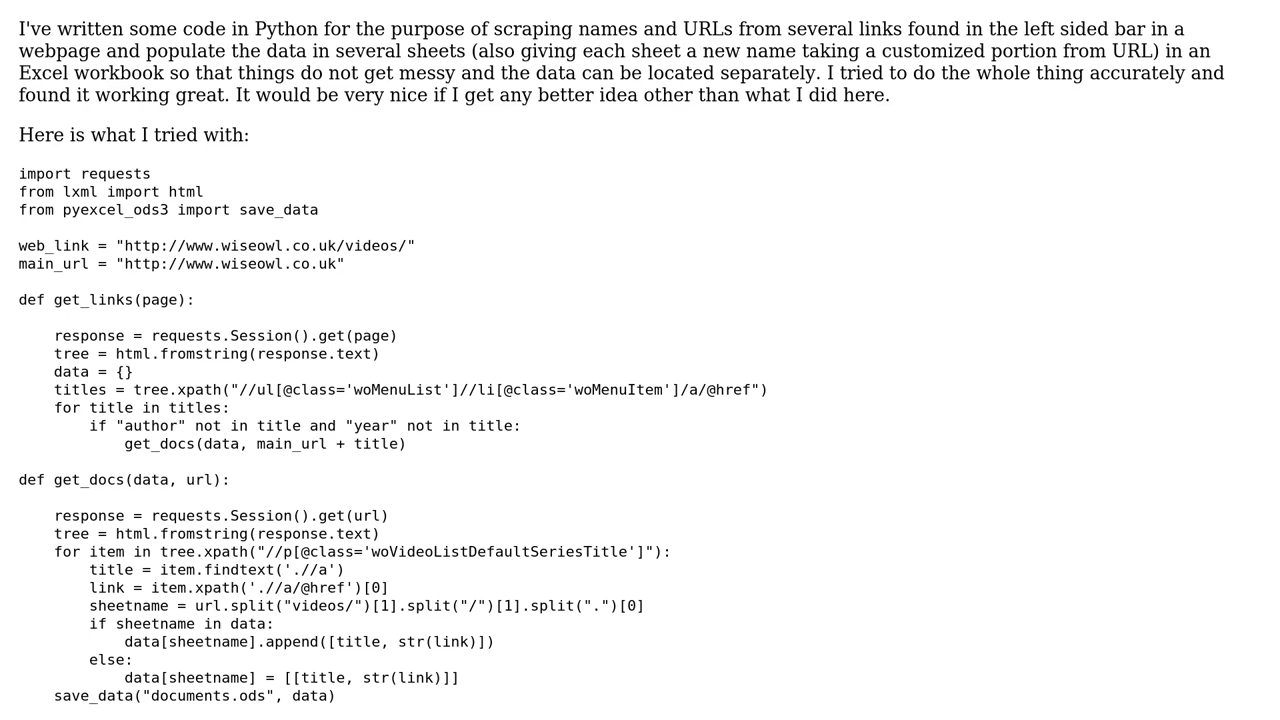 I've written some code in Python for the purpose of scraping names and URLs from several links found in the left sided bar in a
webpage and populate the data in several sheets (also giving each sheet a new name taking a customized portion from URL) in an
Excel workbook so that things do not get messy and the data can be located separately. I tried to do the whole thing accurately and
found it working great. It would be very nice if I get any better idea other than what I did here.

Here is what I tried with:

import requests
from lxml import html
from pyexcel_ods3 import save_data

web_link = "http://www.wiseowl.co.uk/videos/"
main_url = "http://www.wiseowl.co.uk"

def get_links(page):

    response = requests.Session().get(page)
    tree = html.fromstring(response.text)
    data = {}
    titles = tree.xpath("//ul[@class='woMenuList']//li[@class='woMenuItem']/a/@href")
    for title in titles:
        if "author" not in title and "year" not in title:
            get_docs(data, main_url + title)

def get_docs(data, url):

    response = requests.Session().get(url)
    tree = html.fromstring(response.text)
    for item in tree.xpath("//p[@class='woVideoListDefaultSeriesTitle']"):
        title = item.findtext('.//a')
        link = item.xpath('.//a/@href')[0]
        sheetname = url.split("videos/")[1].split("/")[1].split(".")[0]
        if sheetname in data:
            data[sheetname].append([title, str(link)])
        else:
            data[sheetname] = [[title, str(link)]]
    save_data("documents.ods", data)